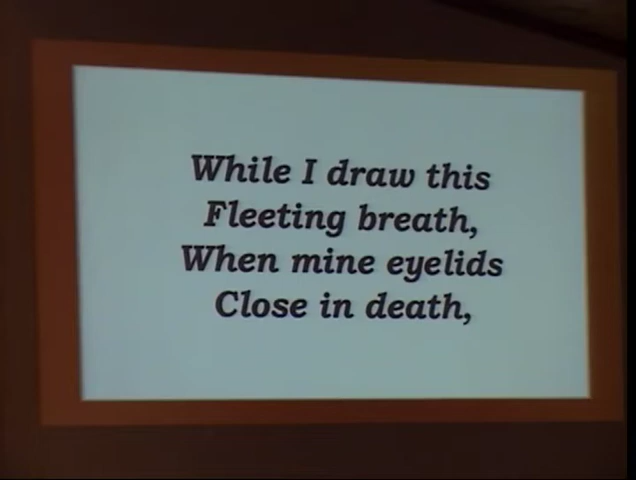 While I draw this
Fleeting breath,
When mine eyelids
Close in death,